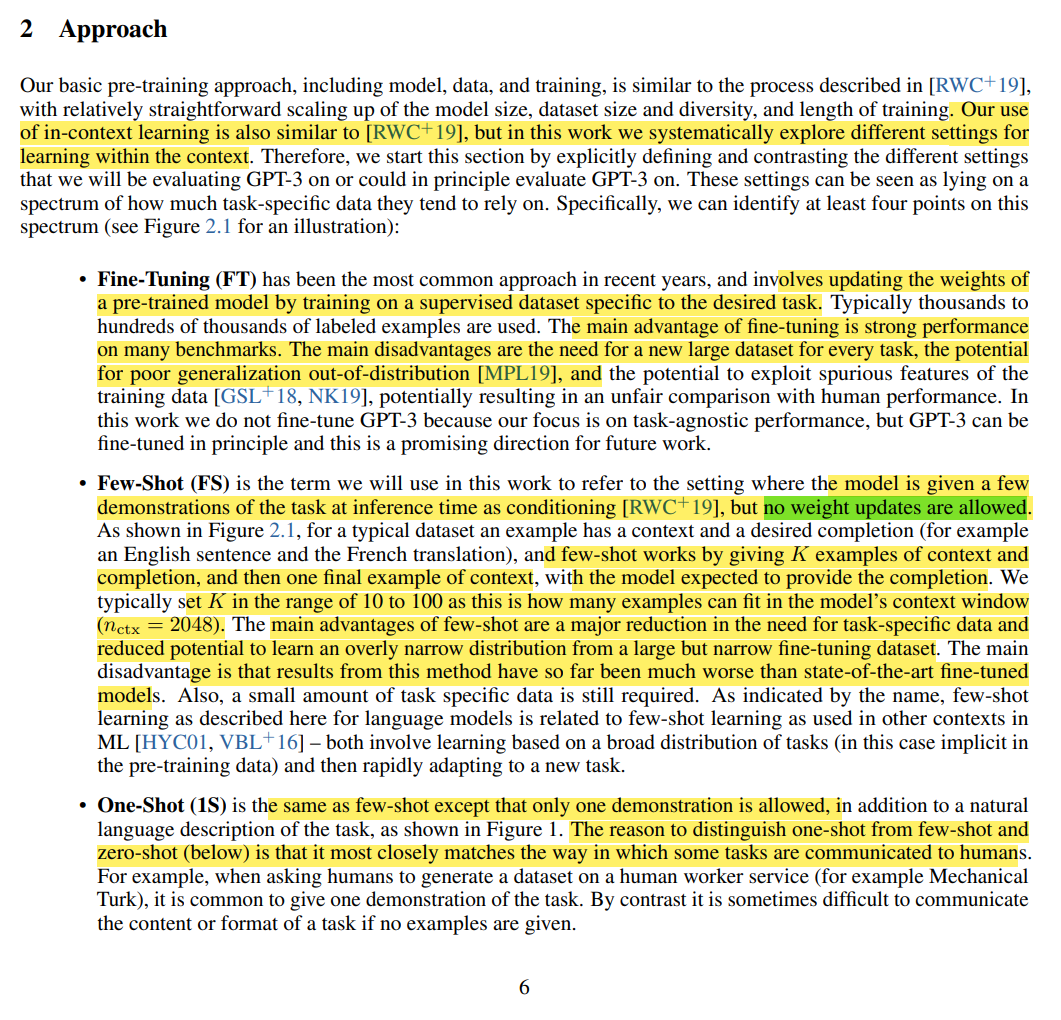 2 Approach
Our basic pre-training approach, including model, data, and training, is similar to the process described in [RWC+19],
with relatively straightforward scaling up of the model size, dataset size and diversity, and length of training. Our use
of in-context learning is also similar to [RWC+19], but in this work we systematically explore different settings for
learning within the context. Therefore, we start this section by explicitly defining and contrasting the different settings
that we will be evaluating GPT-3 on or could in principle evaluate GPT-3 on. These settings can be seen as lying on a
spectrum of how much task-specific data they tend to rely on. Specifically, we can identify at least four points on this
spectrum (see Figure 2.1 for an illustration):
• Fine-Tuning (FT) has been the most common approach in recent years, and involves updating the weights of
a pre-trained model by training on a supervised dataset specific to the desired task. Typically thousands to
hundreds of thousands of labeled examples are used. The main advantage of fine-tuning is strong performance
on many benchmarks. The main disadvantages are the need for a new large dataset for every task, the potential
for poor generalization out-of-distribution [MPL19], and the potential to exploit spurious features of the
training data [GSL+18, NK19], potentially resulting in an unfair comparison with human performance. In
this work we do not fine-tune GPT-3 because our focus is on task-agnostic performance, but GPT-3 can be
fine-tuned in principle and this is a promising direction for future work.
• Few-Shot (FS) is the term we will use in this work to refer to the setting where the model is given a few
demonstrations of the task at inference time as conditioning [RWC+19], but no weight updates are allowed.
As shown in Figure 2.1, for a typical dataset an example has a context and a desired completion (for example
an English sentence and the French translation), and few-shot works by giving K examples of context and
completion, and then one final example of context, with the model expected to provide the completion. We
typically set K in the range of 10 to 100 as this is how many examples can fit in the model's context window
(nctx = 2048). The main advantages of few-shot are a major reduction in the need for task-specific data and
reduced potential to learn an overly narrow distribution from a large but narrow fine-tuning dataset. The main
disadvantage is that results from this method have so far been much worse than state-of-the-art fine-tuned
models. Also, a small amount of task specific data is still required. As indicated by the name, few-shot
learning as described here for language models is related to few-shot learning as used in other contexts in
ML [HYC01, VBL+16] – both involve learning based on a broad distribution of tasks (in this case implicit in
the pre-training data) and then rapidly adapting to a new task.
• One-Shot (1S) is the same as few-shot except that only one demonstration is allowed, in addition to a natural
language description of the task, as shown in Figure 1. The reason to distinguish one-shot from few-shot and
zero-shot (below) is that it most closely matches the way in which some tasks are communicated to humans.
For example, when asking humans to generate a dataset on a human worker service (for example Mechanical
Turk), it is common to give one demonstration of the task. By contrast it is sometimes difficult to communicate
the content or format of a task if no examples are given.
6